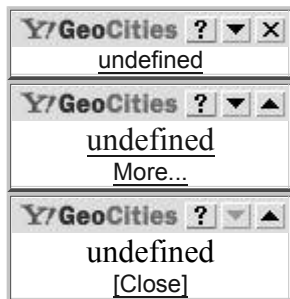 Y!GeoCities ?
undefined
Y!GeoCities ?
undefined
More...
Y!GeoCities ?
undefined
[Close]